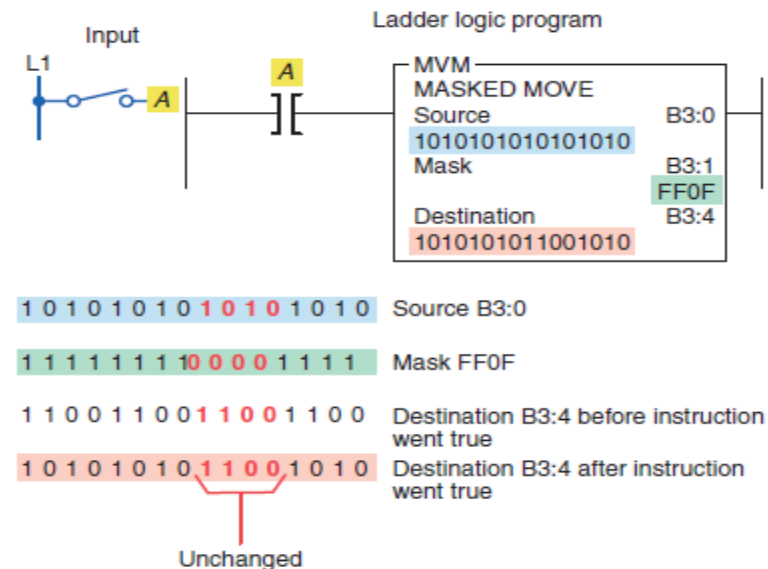 Ladder logic program
Input
L1
A
A
MVM
MASKED MOVE
Source B3:0
1010101010101010
Mask B3:1
FF0F
Destination B3:4
1010101011001010
1 0 1 0 1 0 1 0 1 0 1 0 1 0 1 0 Source B3:0
1 1 1 1 1 1 1 1 0 0 0 0 1 1 1 1 Mask FF0F
1 1 0 0 1 1 0 0 1 1 0 0 1 1 0 0 Destination B3:4 before instruction
went true
1 0 1 0 1 0 1 0 1 1 0 0 1 0 1 0 Destination B3:4 after instruction
went true
Unchanged